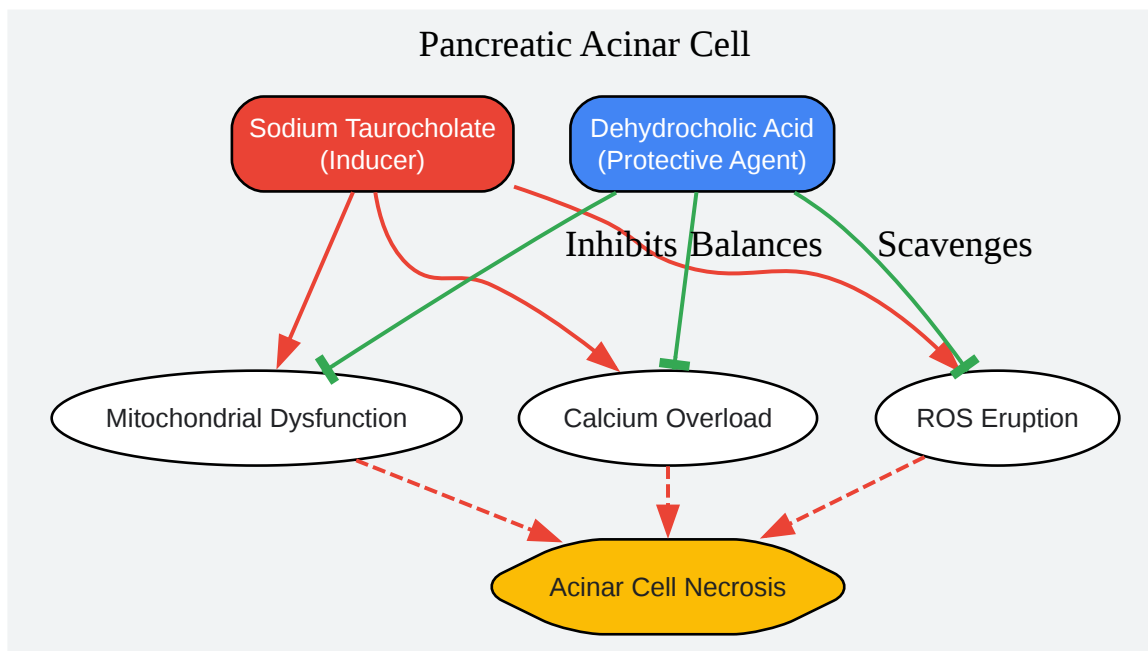 Pancreatic Acinar Cell
Sodium Taurocholate
(Inducer)
Dehydrocholic Acid
(Protective Agent)
Inhibits
Balances
Scavenges
Mitochondrial Dysfunction
Calcium Overload
ROS Eruption
Acinar Cell Necrosis